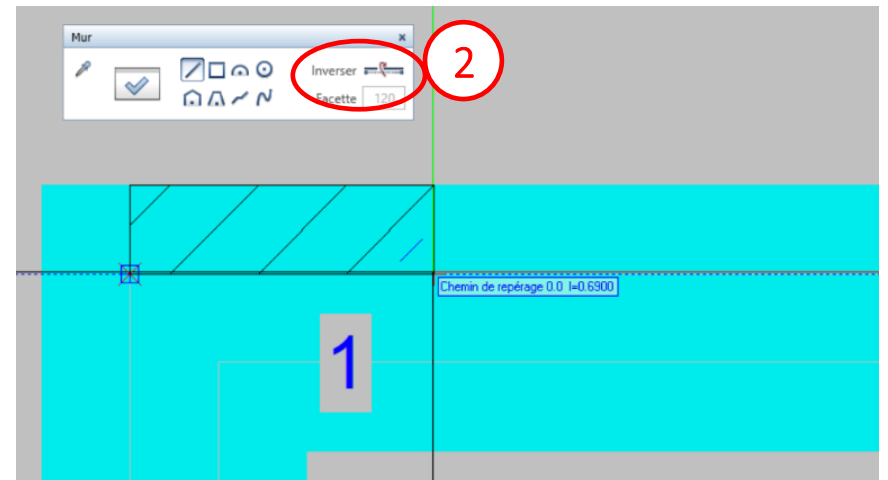 Mur
x
Inverser
2
Facette 120
Chemin de repérage 0.0 l=0.6900
1